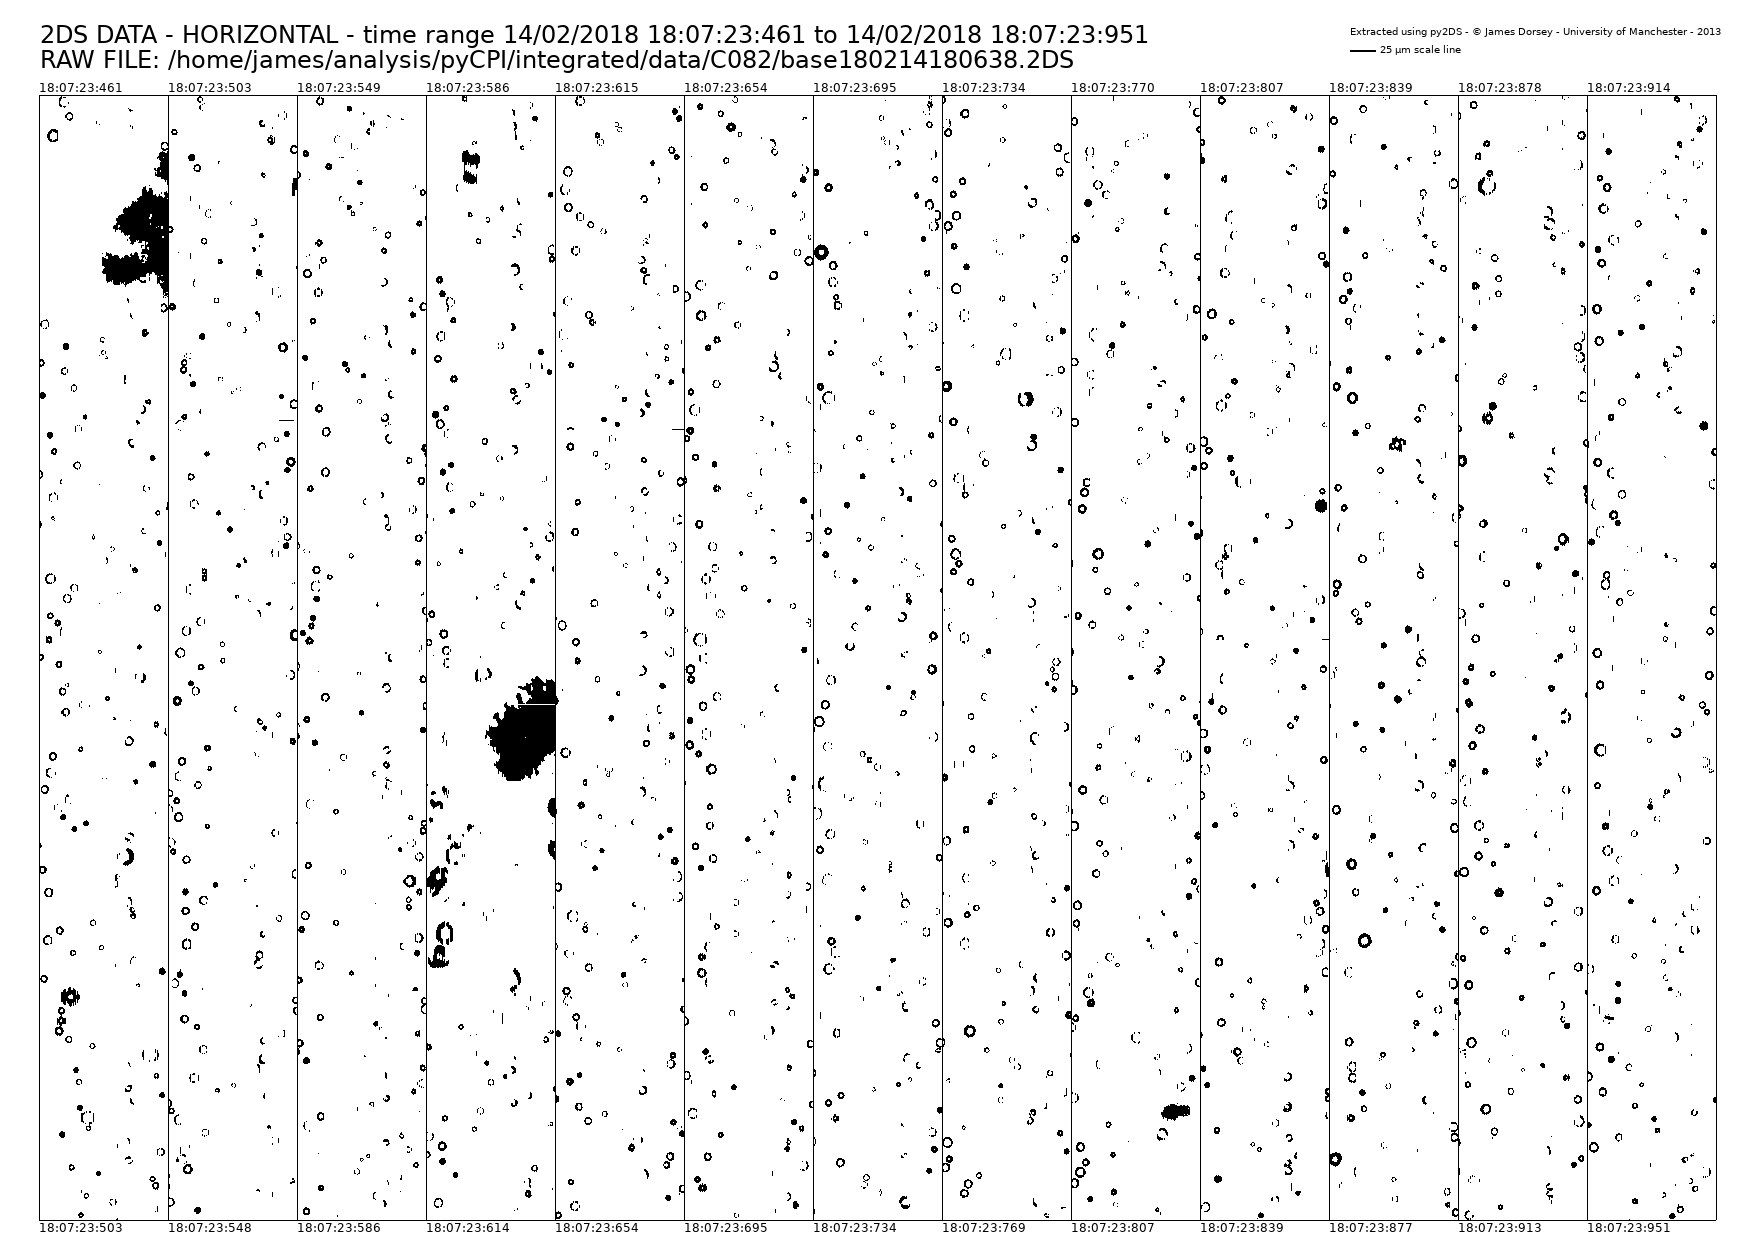 2DS DATA - HORIZONTAL - time range 14/02/2018 18:07:23:461 to 14/02/2018 18:07:23:951
RAW FILE: /home/james/analysis/pyCPI/integrated/data/C082/base180214180638.2DS
Extracted using py2DS - © James Dorsey - University of Manchester - 2013
25 µm scale line
18:07:23:461 18:07:23:503 18:07:23:549 18:07:23:586 18:07:23:615 18:07:23:654 18:07:23:695 18:07:23:734 18:07:23:770 18:07:23:807 18:07:23:839 18:07:23:878 18:07:23:914
18:07:23:503 18:07:23:548 18:07:23:586 18:07:23:614 18:07:23:654 18:07:23:695 18:07:23:734 18:07:23:769 18:07:23:807 18:07:23:839 18:07:23:877 18:07:23:913 18:07:23:951